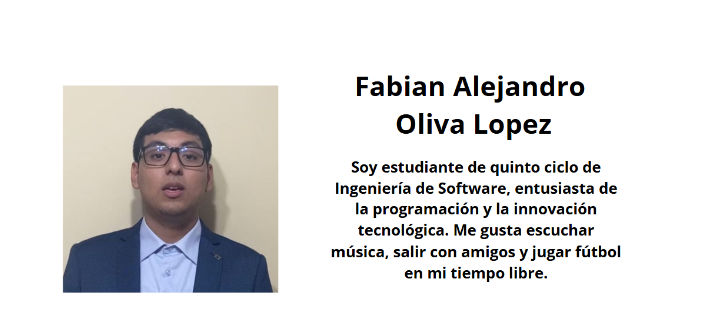 Fabian Alejandro
Oliva Lopez
Soy estudiante de quinto ciclo de
Ingeniería de Software, entusiasta de
la programación y la innovación
tecnológica. Me gusta escuchar
música, salir con amigos y jugar fútbol
en mi tiempo libre.